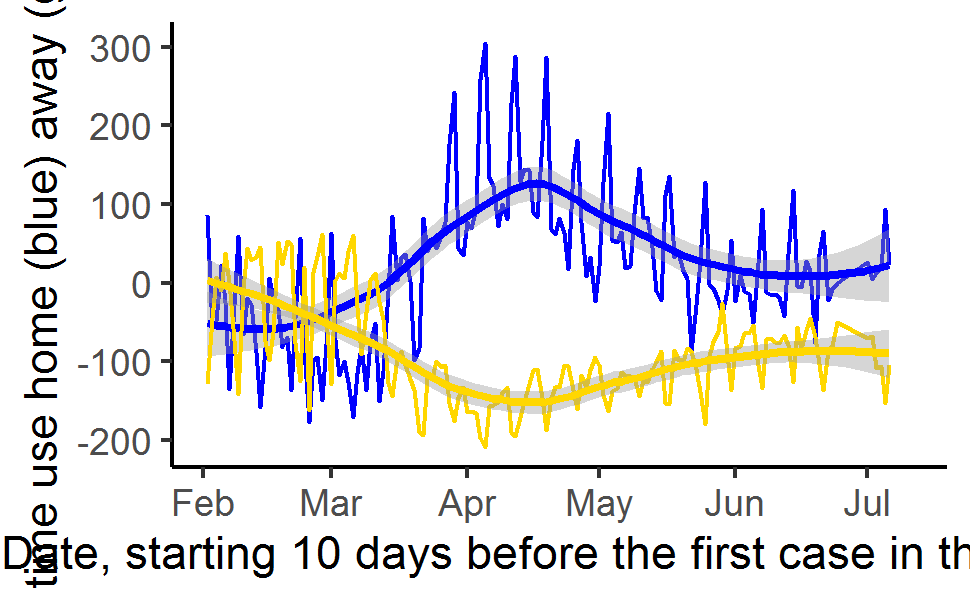 time use home (blue) away (
300
200
100
0
-100
-200
Feb Mar Apr May Jun Jul
Date, starting 10 days before the first case in th